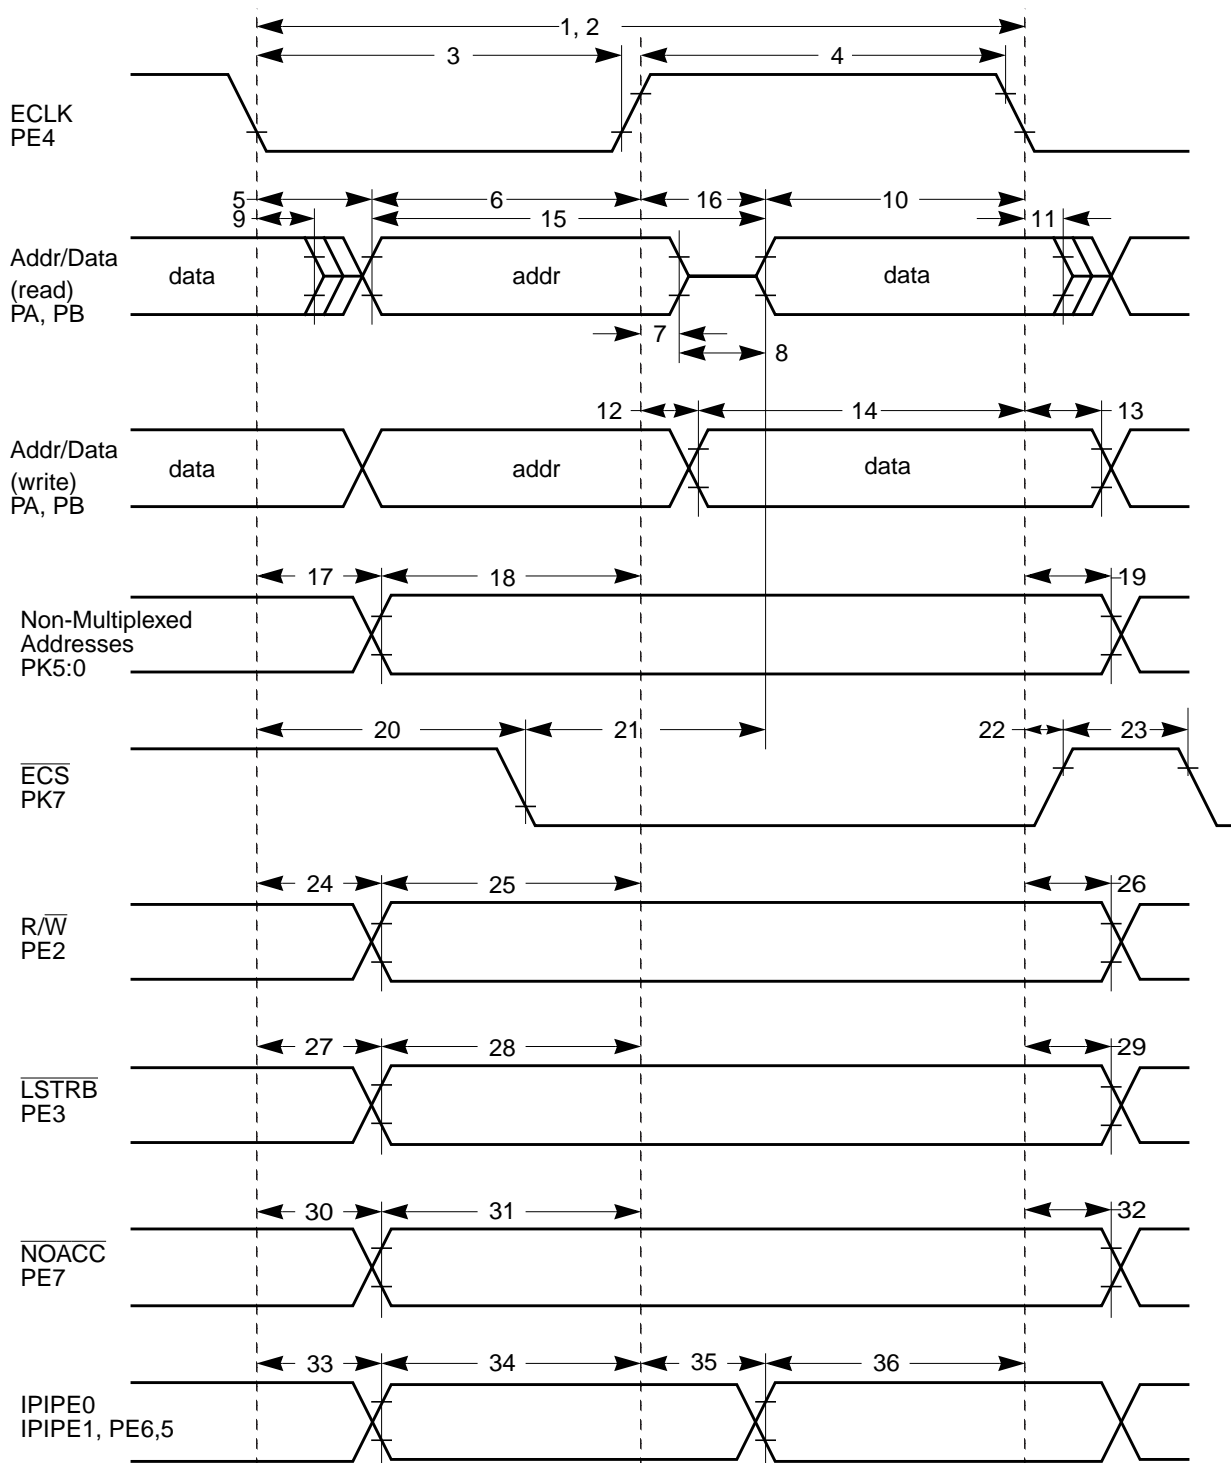 1, 2
3 4
ECLK
PE4
5 6 16 10
9 15 11
Addr/Data
(read)
PA, PB
data addr data
7
8
12 14 13
Addr/Data
(write)
PA, PB
data addr data
17 18 19
Non-Multiplexed
Addresses
PK5:0
20 21 22 23
ECS
PK7
24 25 26
R/W
PE2
27 28 29
LSTRB
PE3
30 31 32
NOACC
PE7
33 34 35 36
IPIPE0
IPIPE1, PE6,5